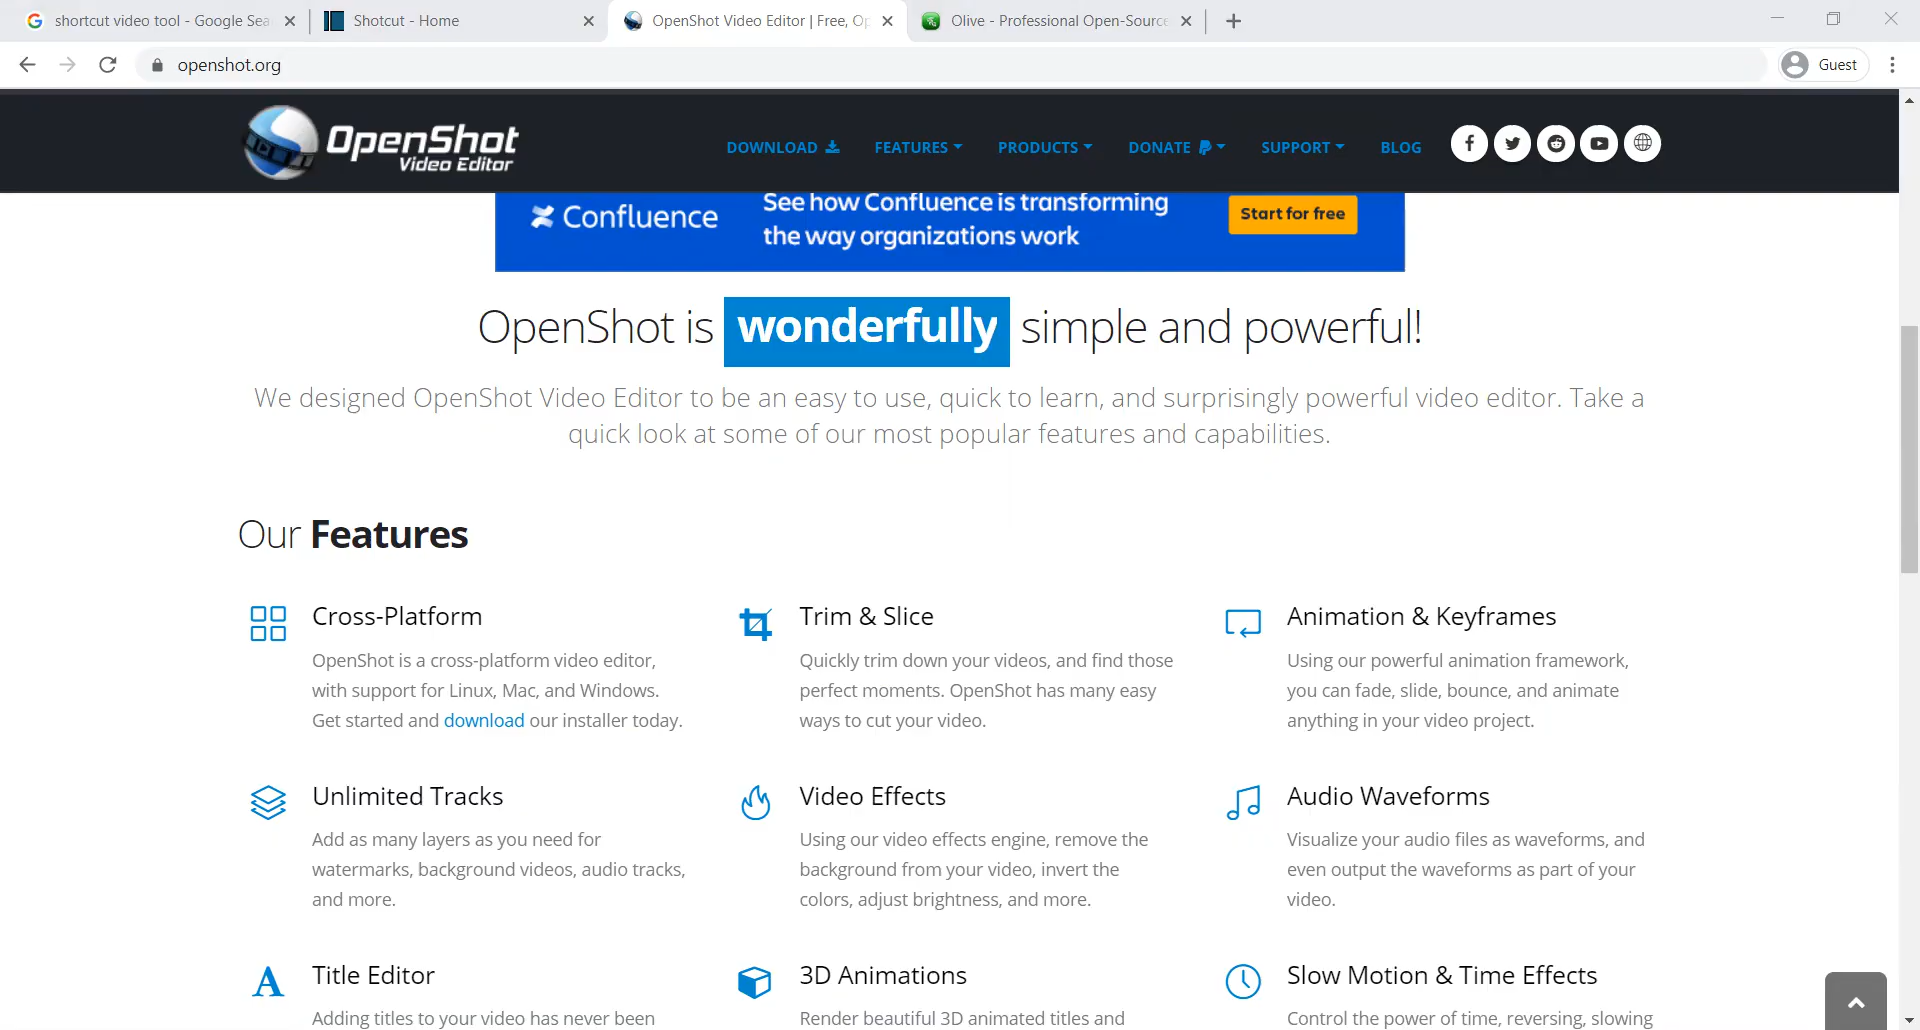 shortcut video tool - Google Sea
Shotcut - Home
OpenShot Video Editor | Free, Op
Olive - Professional Open-Source
openshot.org
Guest
OpenShot
Video Editor
DOWNLOAD
FEATURES
PRODUCTS
DONATE
SUPPORT
BLOG
Confluence
See how Confluence is transforming
the way organizations work
Start for free
OpenShot is wonderfully simple and powerful!
We designed OpenShot Video Editor to be an easy to use, quick to learn, and surprisingly powerful video editor. Take a
quick look at some of our most popular features and capabilities.
Our Features
Cross-Platform
OpenShot is a cross-platform video editor,
with support for Linux, Mac, and Windows.
Get started and download our installer today.
Trim & Slice
Quickly trim down your videos, and find those
perfect moments. OpenShot has many easy
ways to cut your video.
Animation & Keyframes
Using our powerful animation framework,
you can fade, slide, bounce, and animate
anything in your video project.
Unlimited Tracks
Add as many layers as you need for
watermarks, background videos, audio tracks,
and more.
Video Effects
Using our video effects engine, remove the
background from your video, invert the
colors, adjust brightness, and more.
Audio Waveforms
Visualize your audio files as waveforms, and
even output the waveforms as part of your
video.
Title Editor
Adding titles to your video has never been
3D Animations
Render beautiful 3D animated titles and
Slow Motion & Time Effects
Control the power of time, reversing, slowing